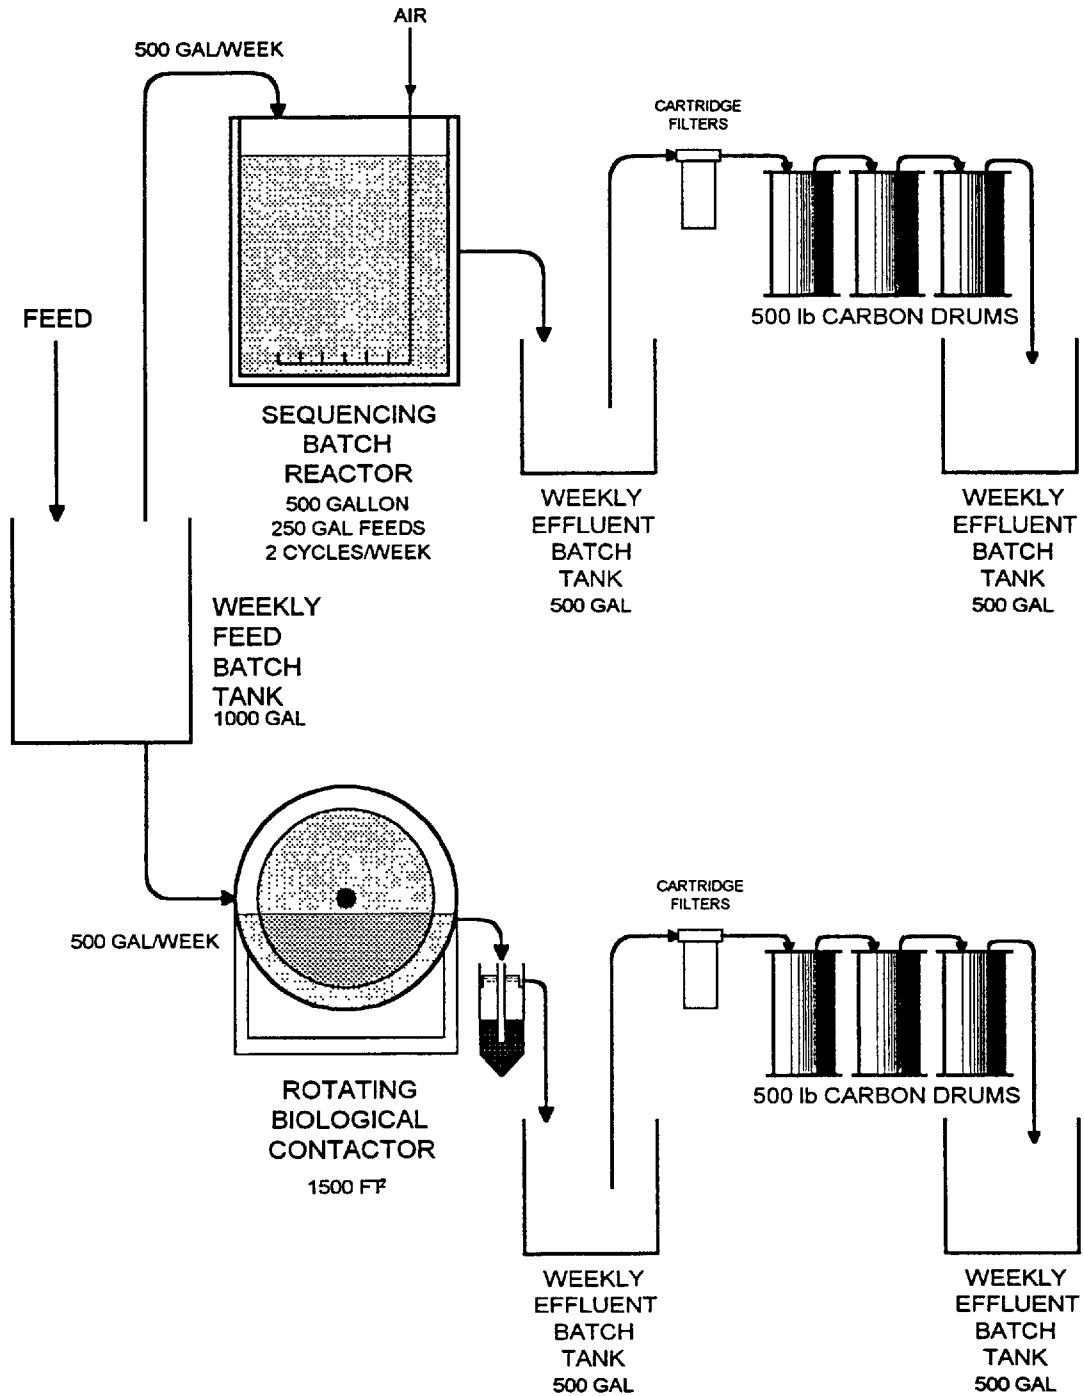 AIR
500 GAL/WEEK
CARTRIDGE
FILTERS
500 lb CARBON DRUMS
FEED
SEQUENCING
BATCH
REACTOR
500 GALLON
250 GAL FEEDS
2 CYCLES/WEEK
WEEKLY
EFFLUENT
BATCH
TANK
500 GAL
WEEKLY
EFFLUENT
BATCH
TANK
500 GAL
WEEKLY
FEED
BATCH
TANK
1000 GAL
500 GAL/WEEK
CARTRIDGE
FILTERS
500 lb CARBON DRUMS
ROTATING
BIOLOGICAL
CONTACTOR
1500 FT²
WEEKLY
EFFLUENT
BATCH
TANK
500 GAL
WEEKLY
EFFLUENT
BATCH
TANK
500 GAL